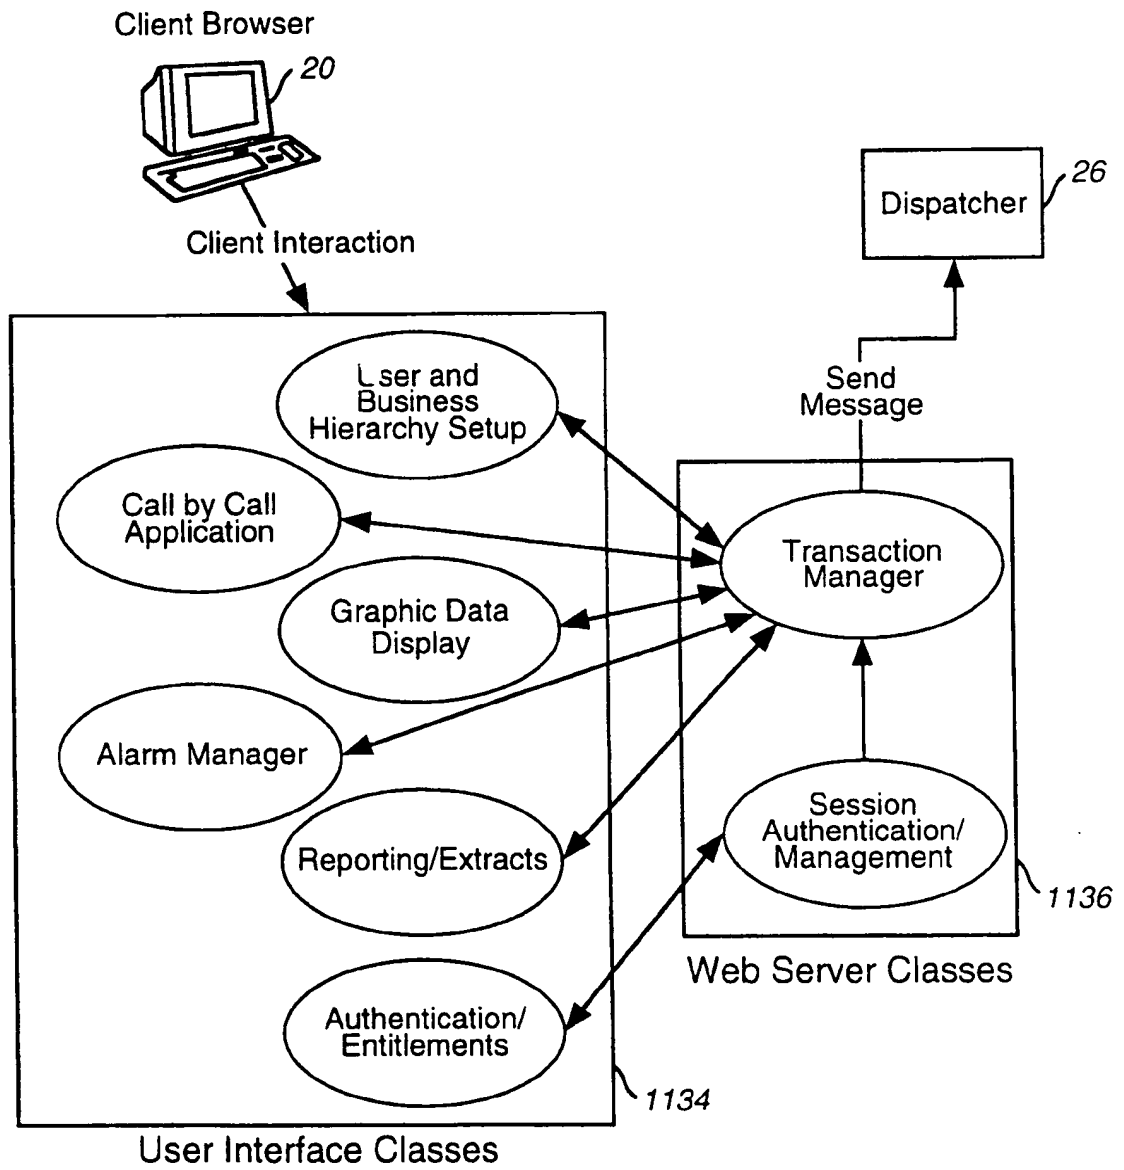 Client Browser
20
Client Interaction
Dispatcher
26
Send
Message
User and
Business
Hierarchy Setup
Call by Call
Application
Graphic Data
Display
Alarm Manager
Reporting/Extracts
Authentication/
Entitlements
1134
User Interface Classes
Transaction
Manager
Session
Authentication/
Management
1136
Web Server Classes